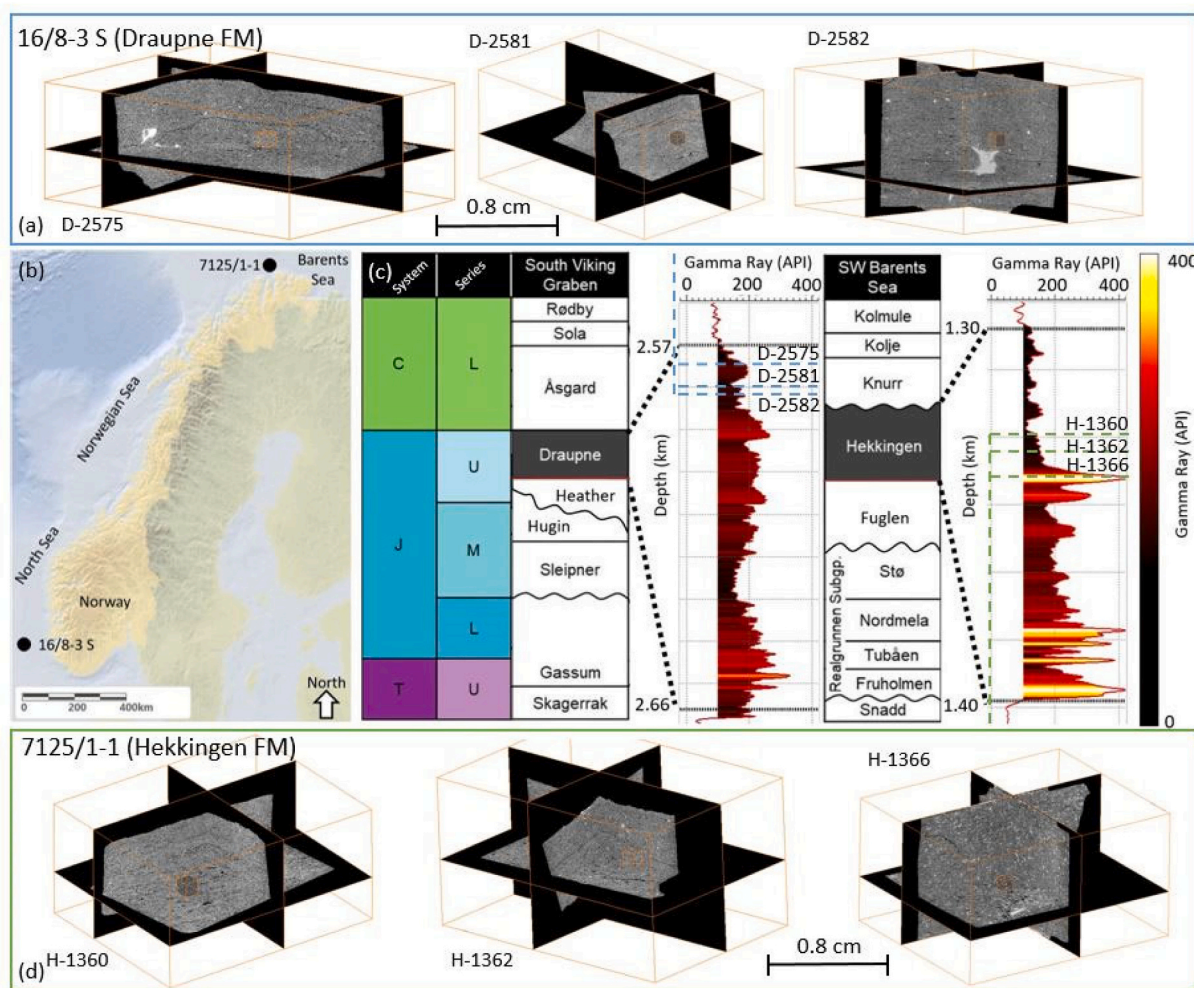 16/8-3 S (Draupne FM)
D-2581
D-2582
(a)
D-2575
0.8 cm
(b)
7125/1-1
Barents
Sea
Norwegian Sea
North Sea
Norway
16/8-3 S
0
200
400km
North
(c)
System
Series
South Viking
Graben
Gamma Ray (API)
0
200
400
SW Barents
Sea
Gamma Ray (API)
0
200
400
400
Rødby
Sola
Åsgard
Draupne
Heather
Hugin
Sleipner
Gassum
Skagerrak
C
L
J
U
M
L
T
U
2.57
D-2575
D-2581
D-2582
Depth (km)
2.66
Kolmule
Kolje
Knurr
Hekkingen
Fuglen
Stø
Nordmela
Tubåen
Fruholmen
Snadd
Realgrunnen Subgp.
1.30
H-1360
H-1362
H-1366
Depth (km)
1.40
Gamma Ray (API)
0
7125/1-1 (Hekkingen FM)
H-1366
(d)
H-1360
H-1362
0.8 cm